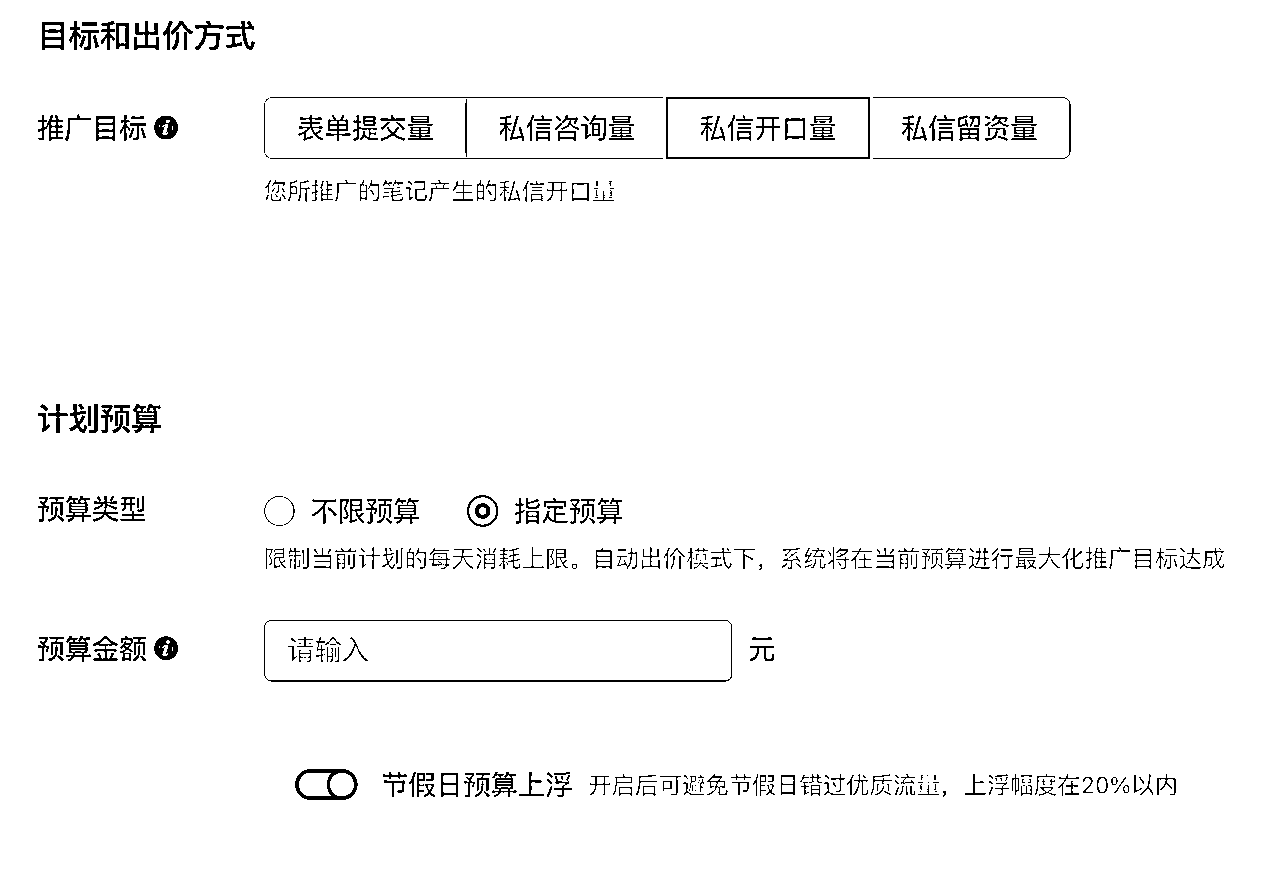 目标和出价方式
推广目标 表单提交量 私信咨询量 私信开口量 私信留资量
您所推广的笔记产生的私信开口量
计划预算
预算类型 不限预算 指定预算
限制当前计划的每天消耗上限。自动出价模式下，系统将在当前预算进行最大化推广目标达成
预算金额 请输入 元
节假日预算上浮 开启后可避免节假日错过优质流量，上浮幅度在20%以内